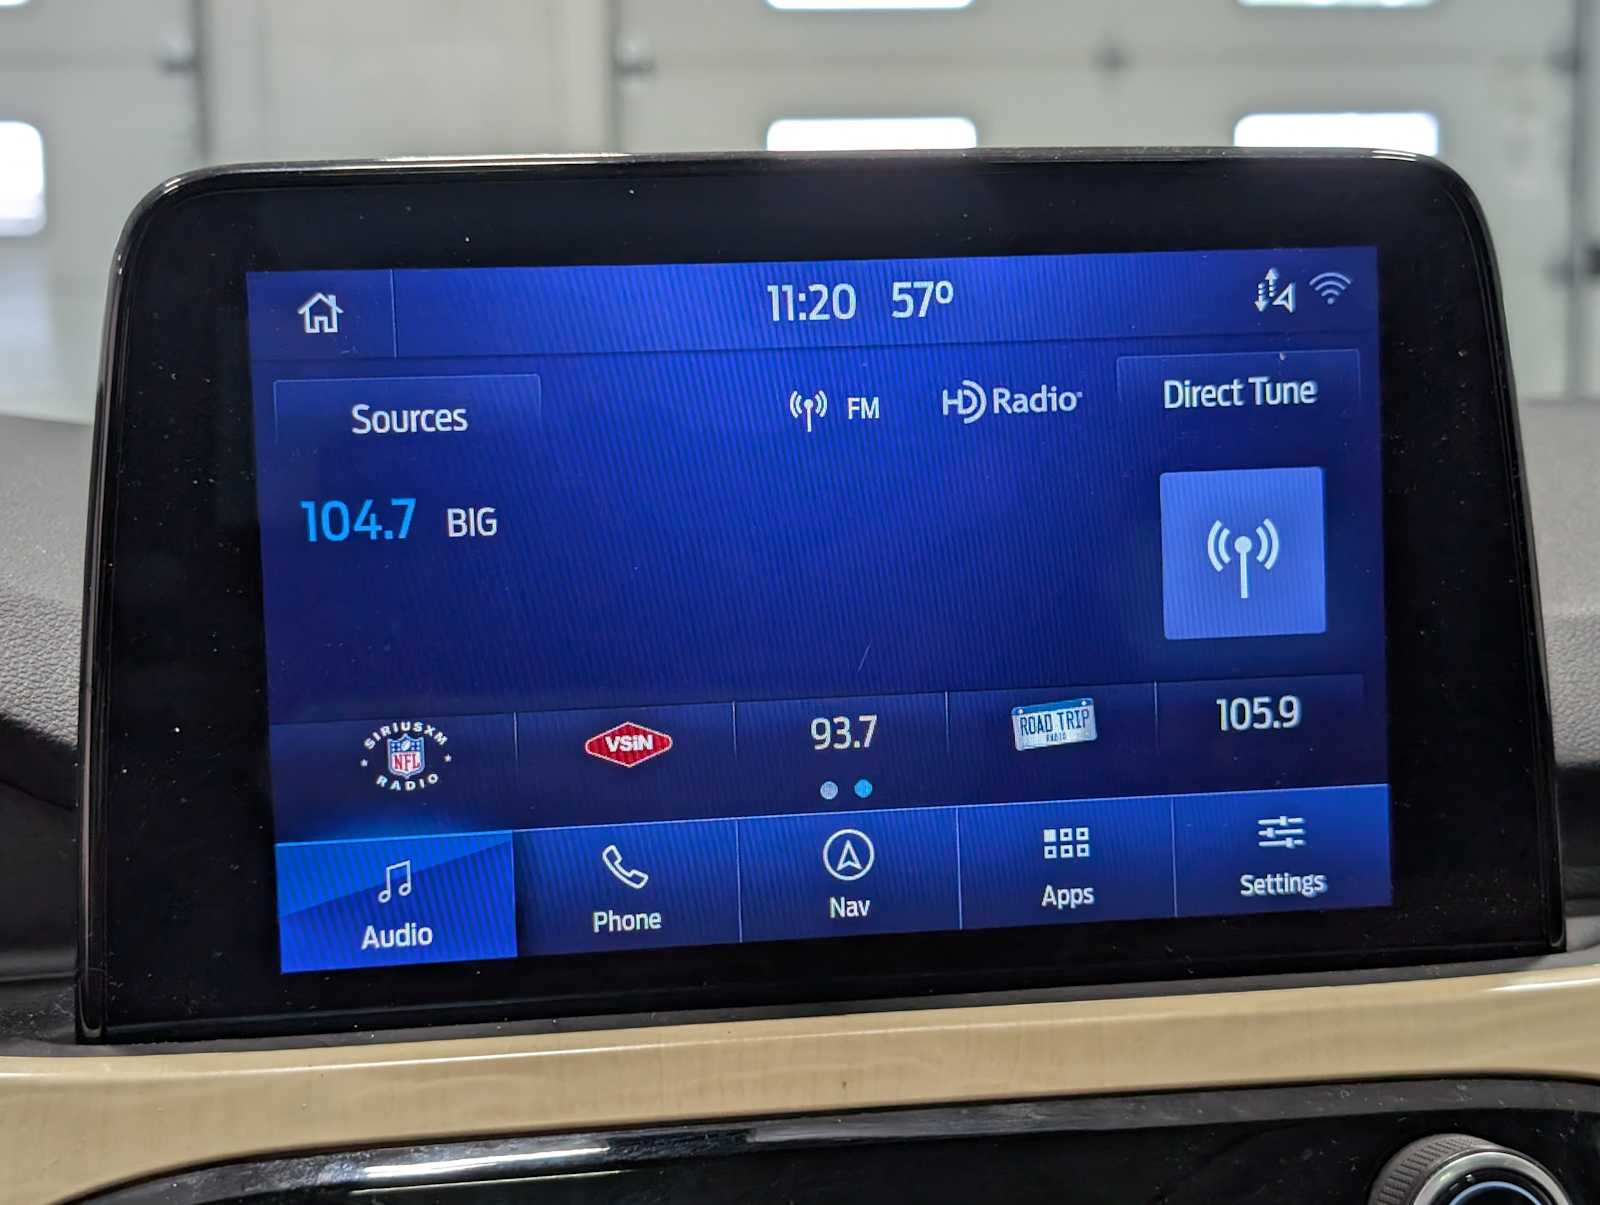 11:20 57°
Sources
FM
HD Radio
Direct Tune
104.7 BIG
SIRIUSXM
NFL
RADIO
VSiN
93.7
ROAD TRIP
RADIO
105.9
Audio
Phone
Nav
Apps
Settings